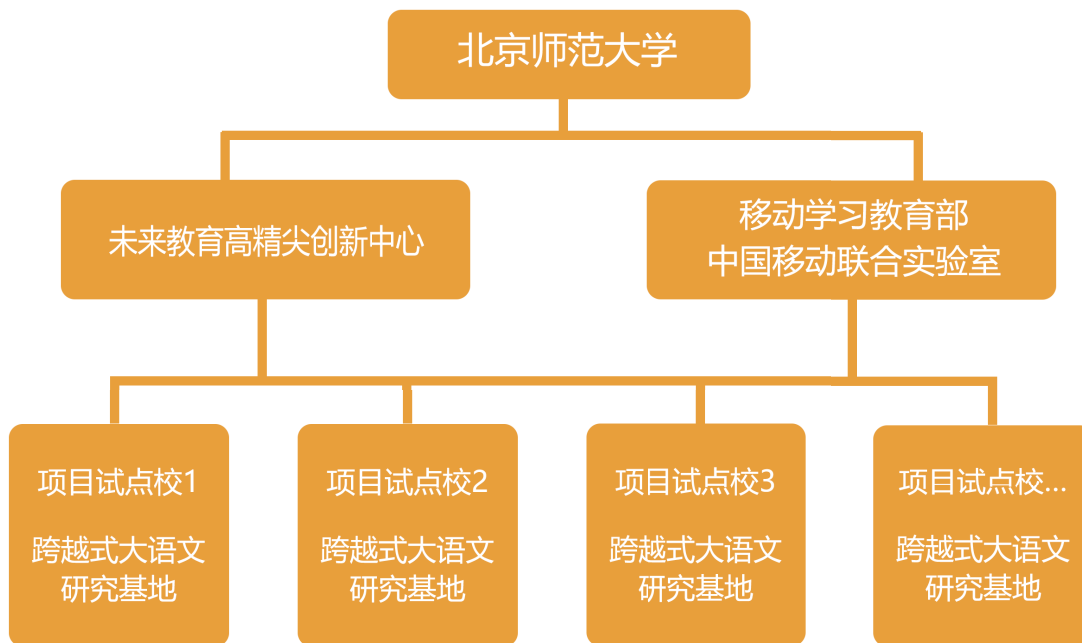 北京师范大学
未来教育高精尖创新中心
移动学习教育部
中国移动联合实验室
项目试点校1
跨越式大语文
研究基地
项目试点校2
跨越式大语文
研究基地
项目试点校3
跨越式大语文
研究基地
项目试点校...
跨越式大语文
研究基地